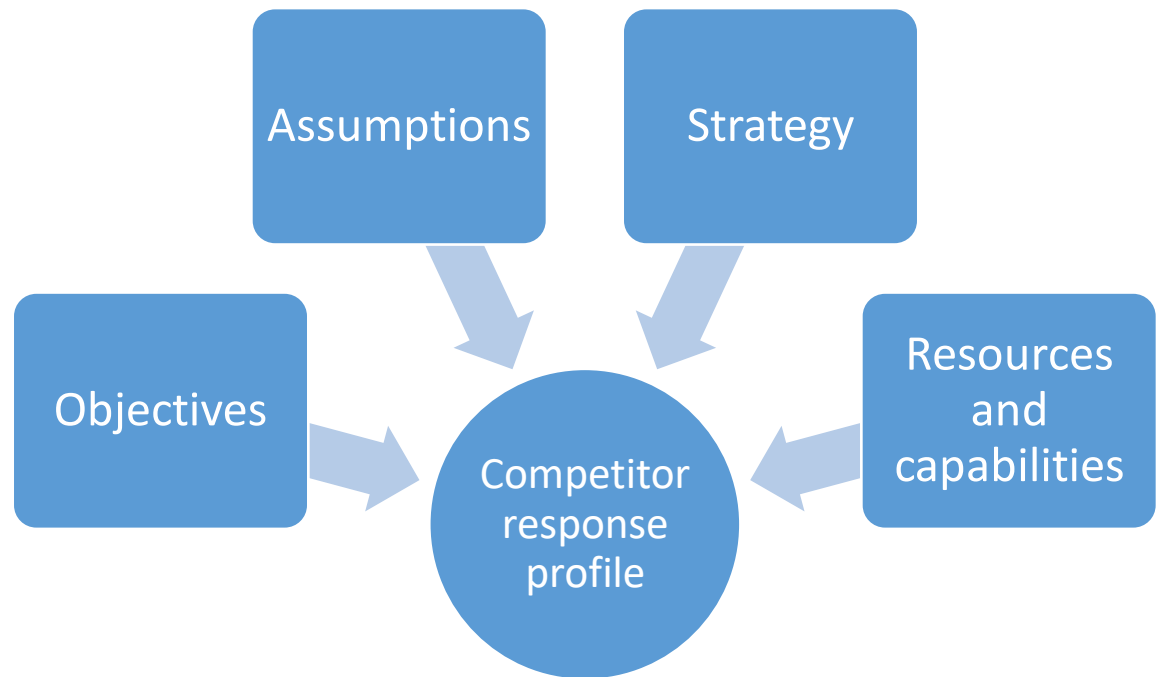 Assumptions
Strategy
Objectives
Resources
and
capabilities
Competitor
response
profile